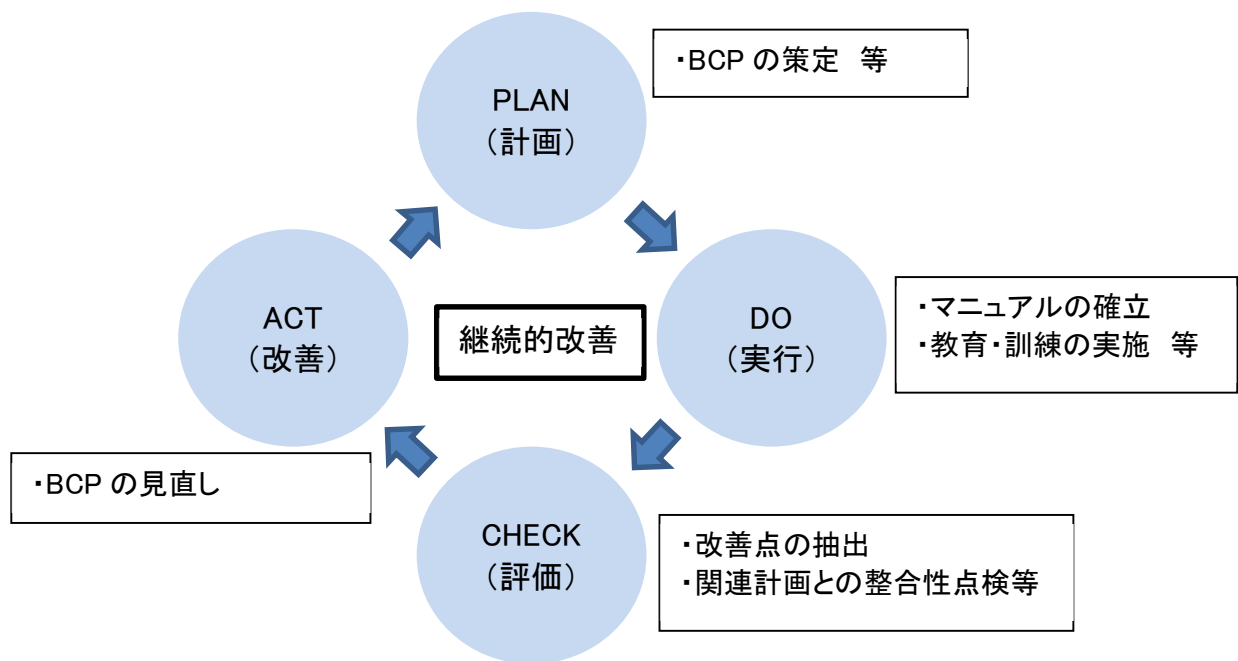 PLAN
（計画）
・BCP の策定　等
ACT
（改善）
継続的改善
DO
（実行）
・マニュアルの確立
・教育・訓練の実施　等
・BCP の見直し
CHECK
（評価）
・改善点の抽出
・関連計画との整合性点検等